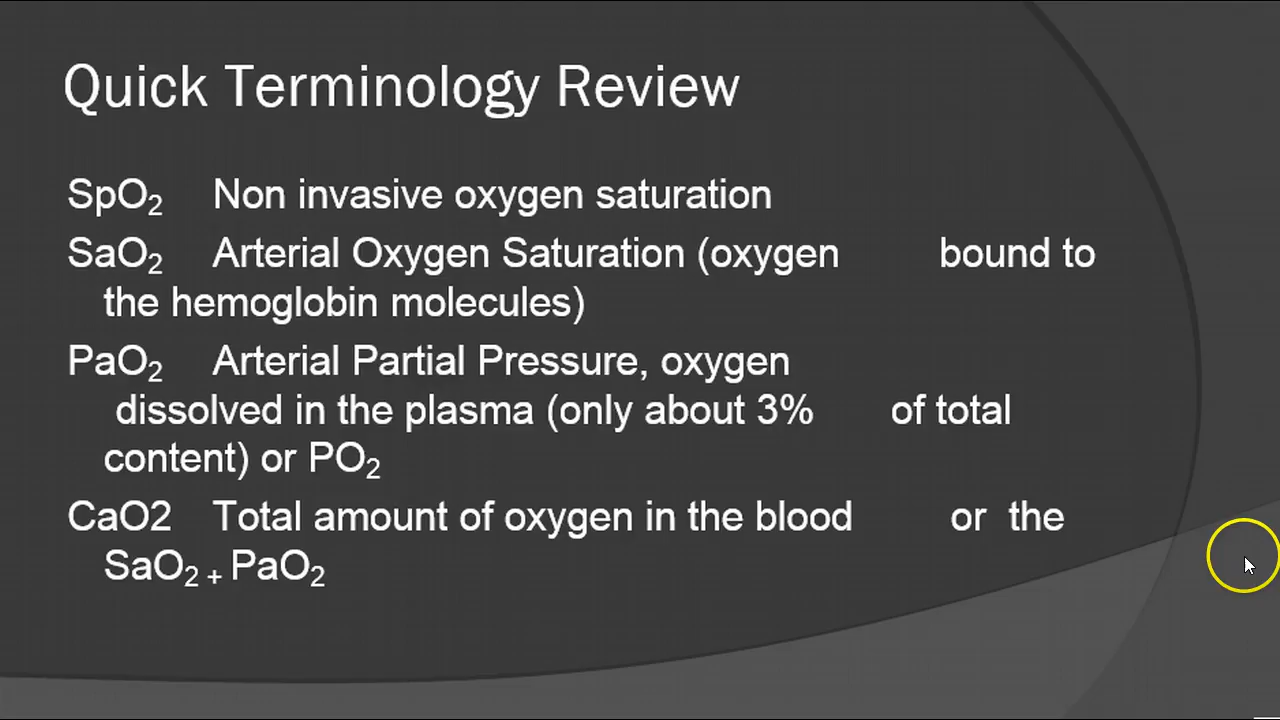 Quick Terminology Review
SpO₂ Non invasive oxygen saturation
SaO₂ Arterial Oxygen Saturation (oxygen bound to
the hemoglobin molecules)
PaO₂ Arterial Partial Pressure, oxygen
dissolved in the plasma (only about 3% of total
content) or PO₂
CaO2 Total amount of oxygen in the blood or the
SaO₂ + PaO₂